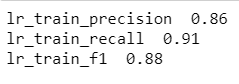 lr_train_precision  0.86
lr_train_recall  0.91
lr_train_f1  0.88